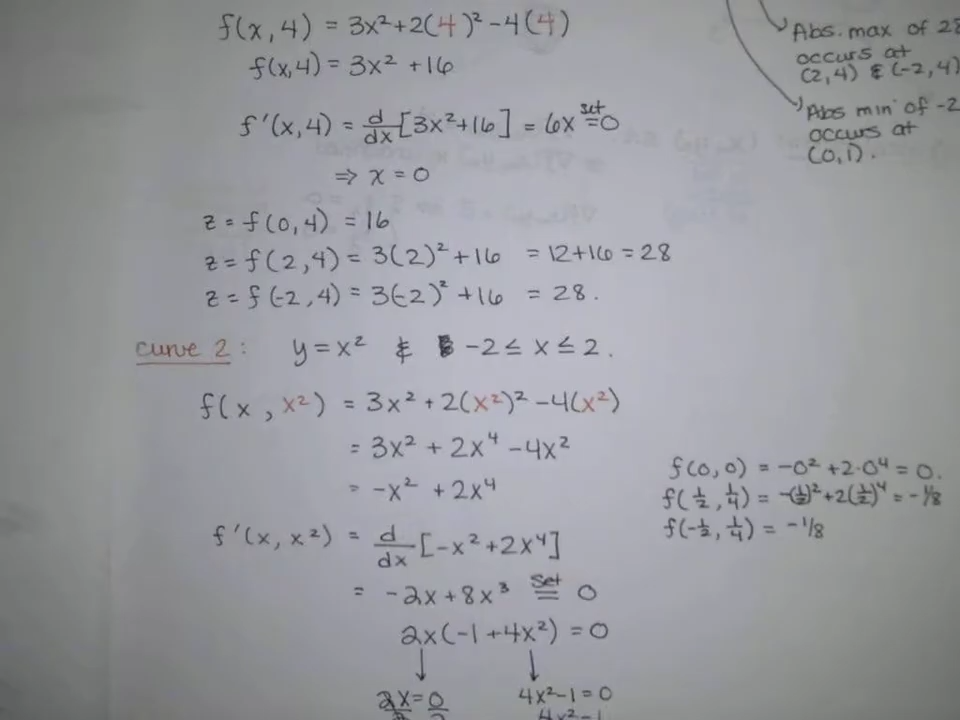 f(x,4) = 3x²+2(4)²-4(4)
f(x,4) = 3x²+16
f'(x,4) = d/dx[3x²+16] = 6x set= 0
⇒ x = 0
z = f(0,4) = 16
z = f(2,4) = 3(2)²+16 = 12+16 = 28
z = f(-2,4) = 3(-2)²+16 = 28.
Abs. max of 28
occurs at
(2,4) & (-2,4)
Abs min of -2
occurs at
(0,1).
curve 2: y = x² & -2 ≤ x ≤ 2.
f(x, x²) = 3x²+2(x²)²-4(x²)
= 3x²+2x⁴-4x²
= -x²+2x⁴
f'(x, x²) = d/dx[-x²+2x⁴]
= -2x+8x³ set= 0
2x(-1+4x²) = 0
2x = 0 4x²-1 = 0
4x²-1
f(0,0) = -0²+2·0⁴ = 0.
f(1/2, 1/4) = -(1/2)²+2(1/2)⁴ = -1/8
f(-1/2, 1/4) = -1/8